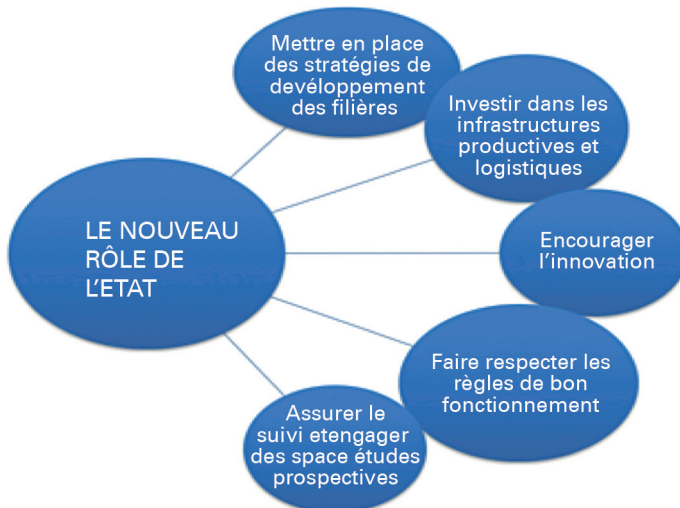 Mettre en place
des stratégies de
devéloppement
des filières
Investir dans les
infrastructures
productives et
logistiques
LE NOUVEAU
RÔLE DE
L'ETAT
Encourager
l'innovation
Faire respecter les
règles de bon
fonctionnement
Assurer le
suivi etengager
des space études
prospectives